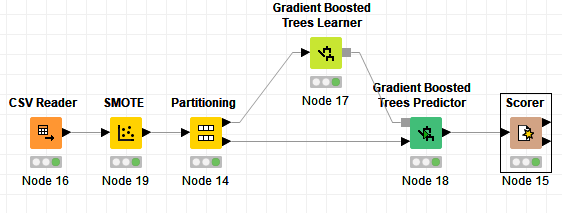 Gradient Boosted
Trees Learner
Node 17
CSV Reader
Node 16
SMOTE
Node 19
Partitioning
Node 14
Gradient Boosted
Trees Predictor
Node 18
Scorer
Node 15